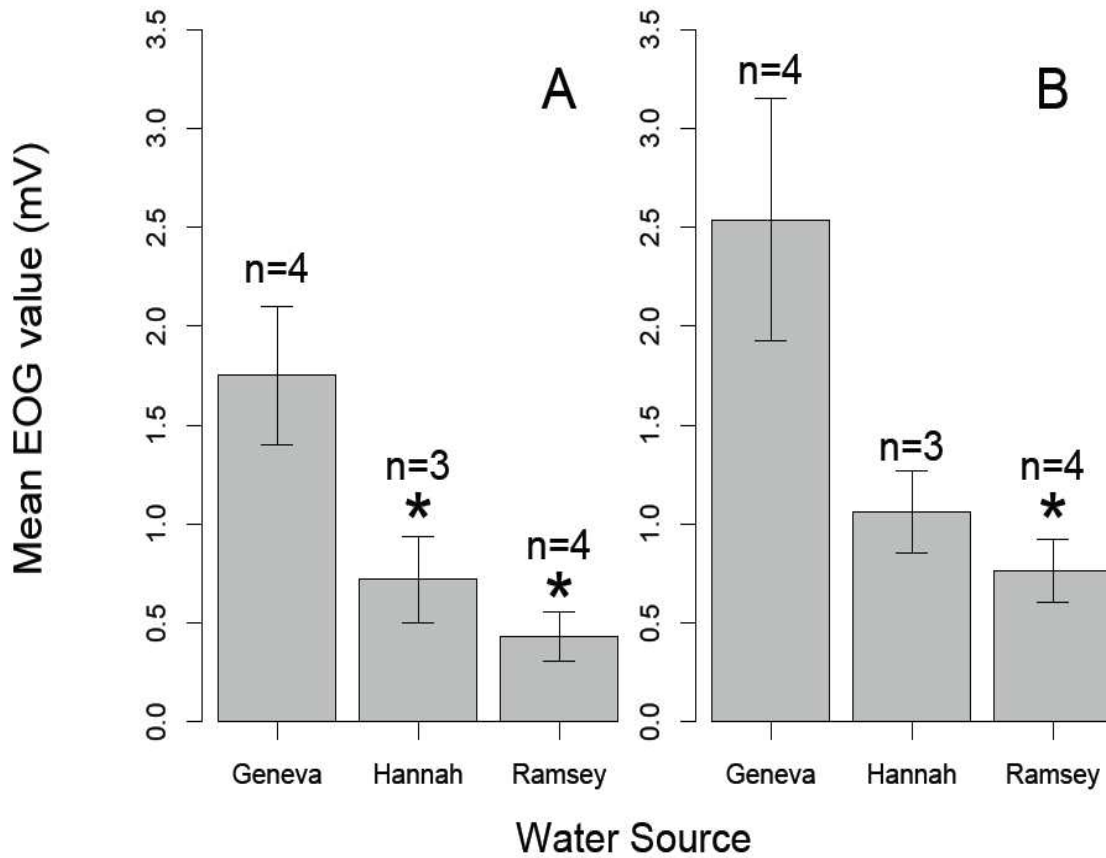 Mean EOG value (mV)
0.0 0.5 1.0 1.5 2.0 2.5 3.0 3.5
A
n=4
n=3
*
n=4
*
Geneva Hannah Ramsey
0.0 0.5 1.0 1.5 2.0 2.5 3.0 3.5
B
n=4
n=3
n=4
*
Geneva Hannah Ramsey
Water Source